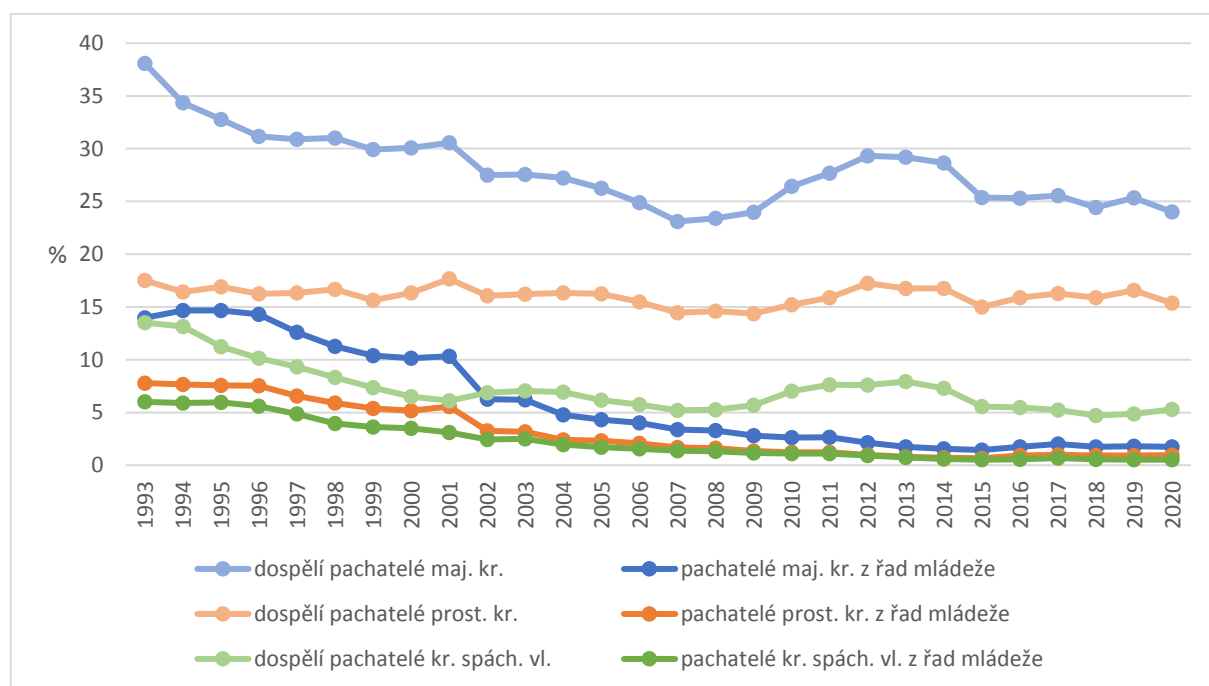 40
35
30
25
20
%
15
10
5
0
1993 1994 1995 1996 1997 1998 1999 2000 2001 2002 2003 2004 2005 2006 2007 2008 2009 2010 2011 2012 2013 2014 2015 2016 2017 2018 2019 2020
dospělí pachatelé maj. kr. pachatelé maj. kr. z řad mládeže
dospělí pachatelé prost. kr. pachatelé prost. kr. z řad mládeže
dospělí pachatelé kr. spách. vl. pachatelé kr. spách. vl. z řad mládeže